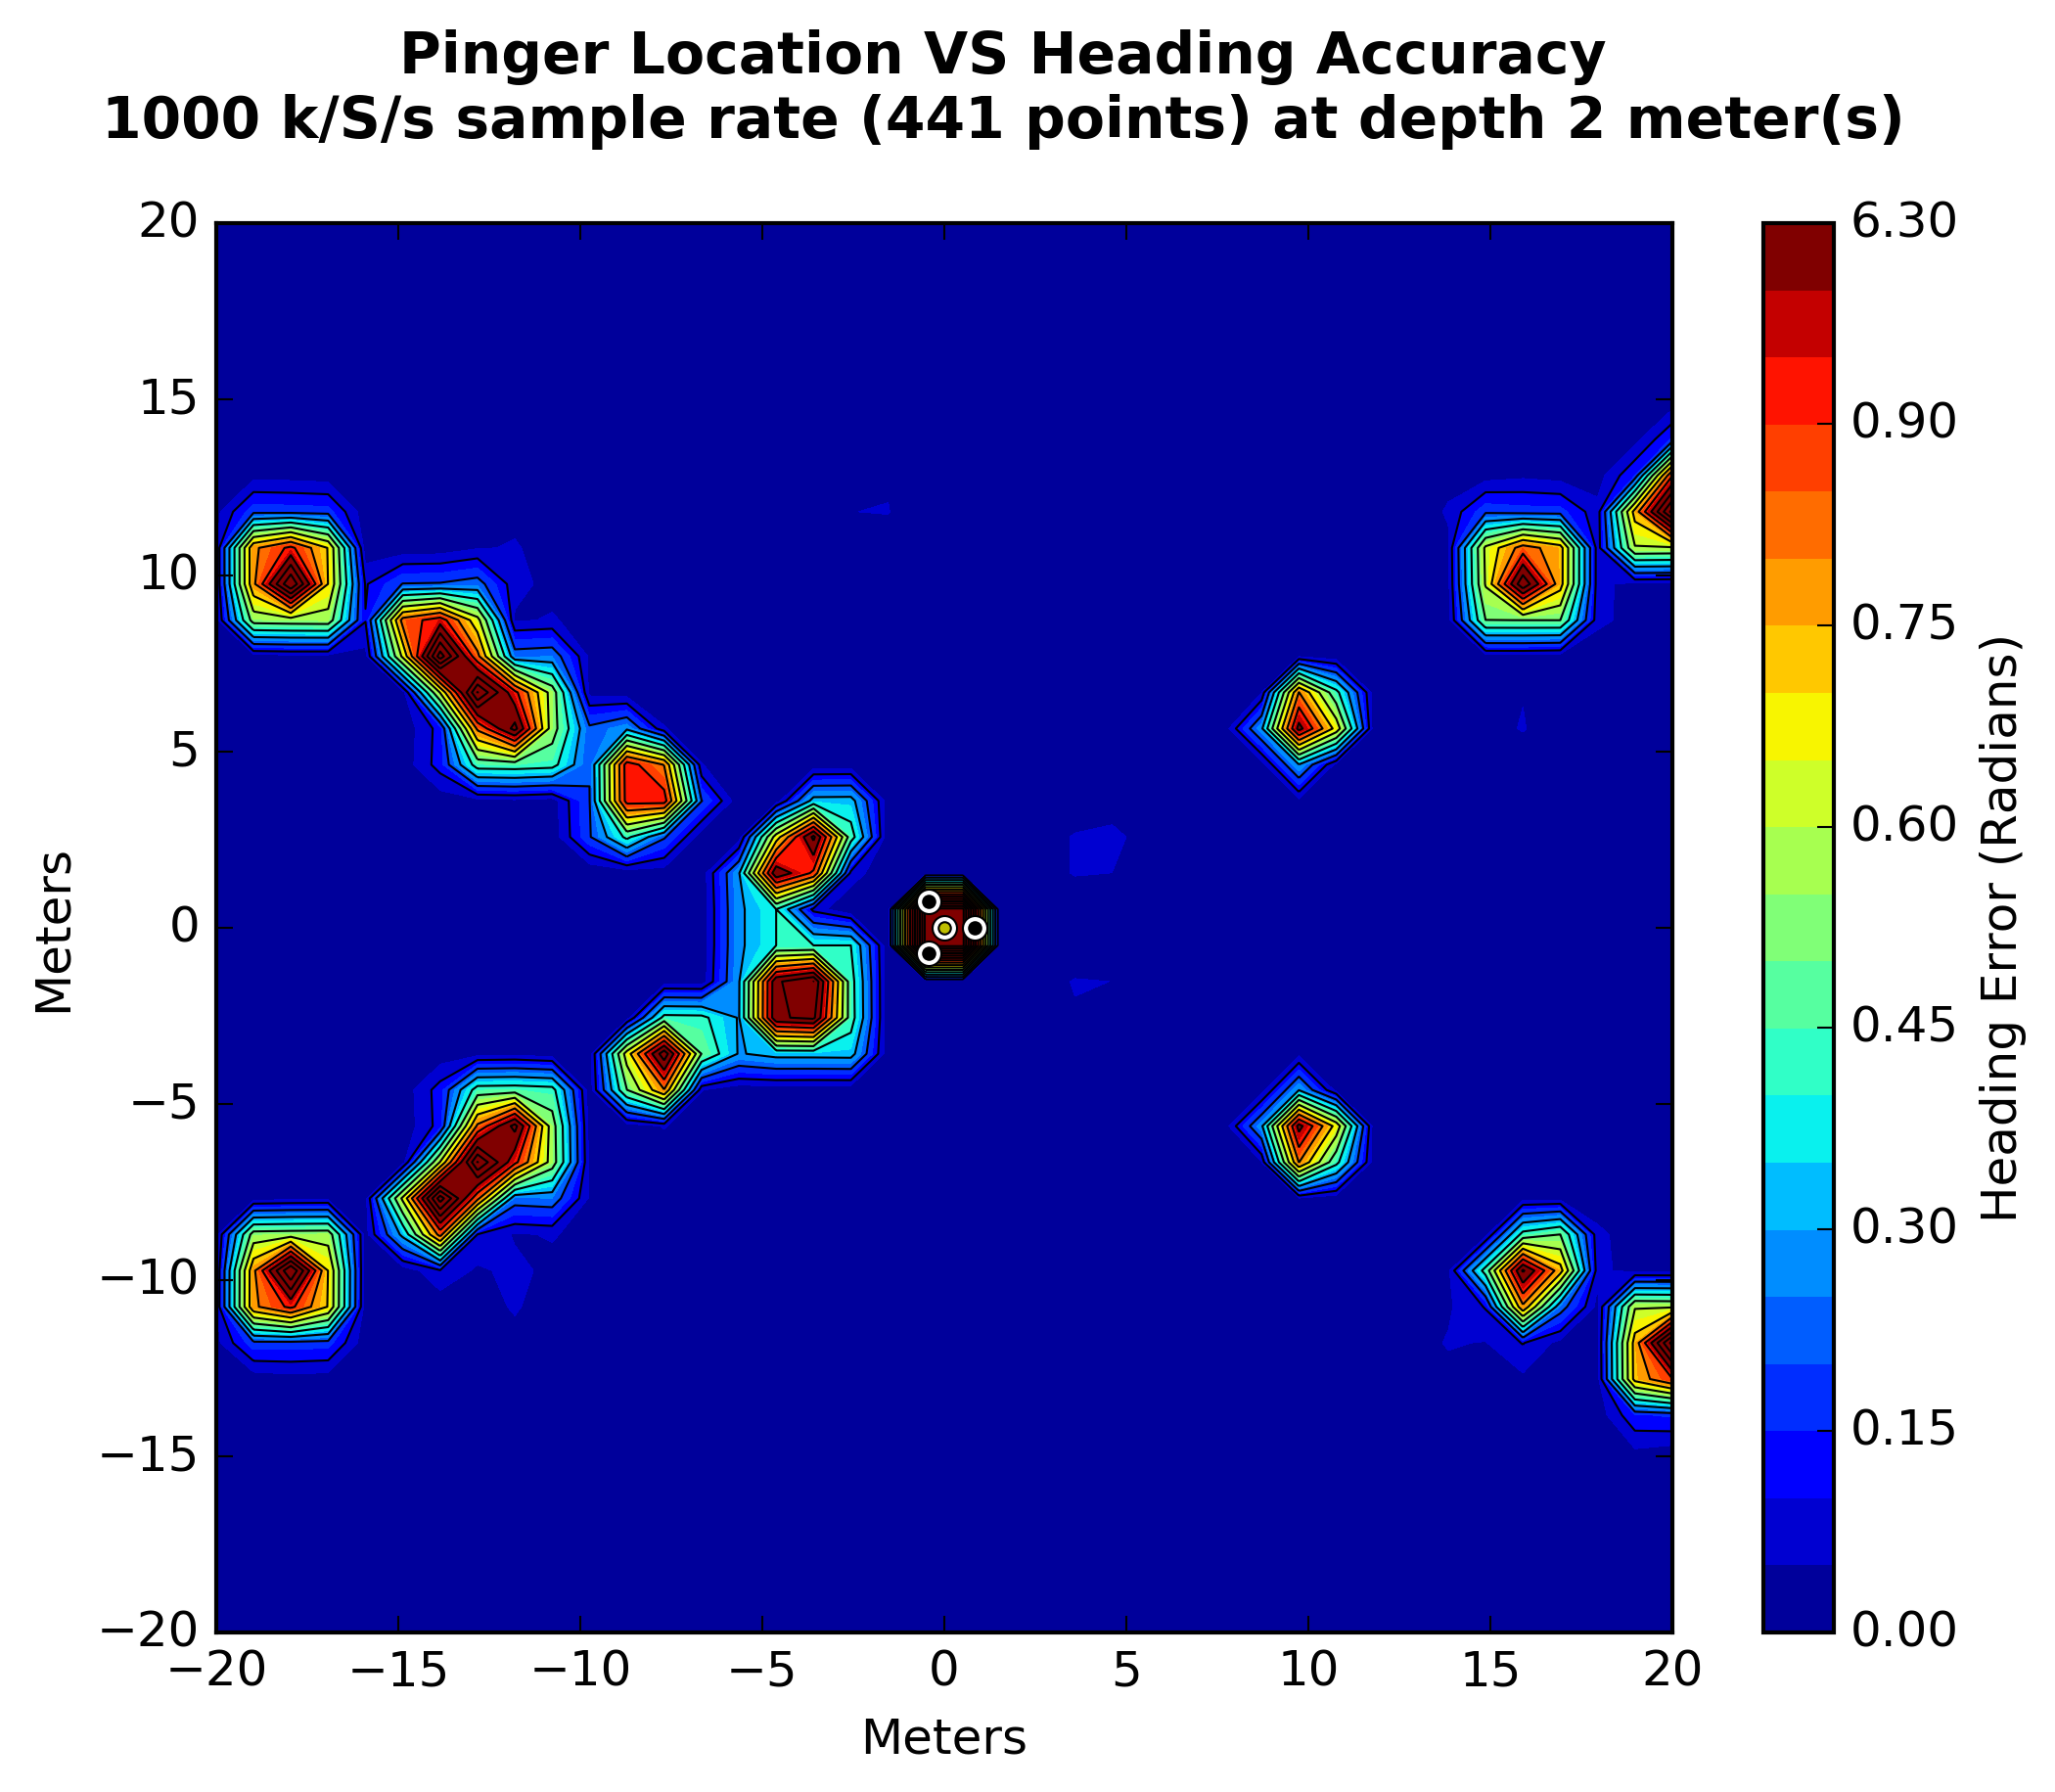 Pinger Location VS Heading Accuracy
1000 k/S/s sample rate (441 points) at depth 2 meter(s)
20
15
10
5
0
−5
−10
−15
−20
Meters
−20 −15 −10 −5 0 5 10 15 20
Meters
6.30
0.90
0.75
0.60
0.45
0.30
0.15
0.00
Heading Error (Radians)